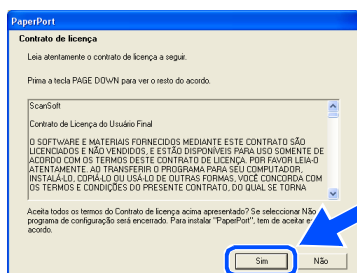 PaperPort
Contrato de licença
Leia atentamente o contrato de licença a seguir.
Prima a tecla PAGE DOWN para ver o resto do acordo.
ScanSoft
Contrato de Licença do Usuário Final
O SOFTWARE E MATERIAIS FORNECIDOS MEDIANTE ESTE CONTRATO SÃO
LICENCIADOS E NÃO VENDIDOS, E ESTÃO DISPONÍVEIS PARA USO SOMENTE DE
ACORDO COM OS TERMOS DESTE CONTRATO DE LICENÇA. POR FAVOR LEIA-O
ATENTAMENTE. AO TRANSFERIR O PROGRAMA PARA SEU COMPUTADOR,
INSTALÁ-LO, COPIÁ-LO OU USÁ-LO DE OUTRAS FORMAS, VOCÊ CONCORDA COM
OS TERMOS E CONDIÇÕES DO PRESENTE CONTRATO, DO QUAL SE TORNA
Aceita todos os termos do Contrato de licença acima apresentado? Se seleccionar Não
programa de configuração será encerrado. Para instalar "PaperPort", tem de aceitar
acordo.
Sim
Não